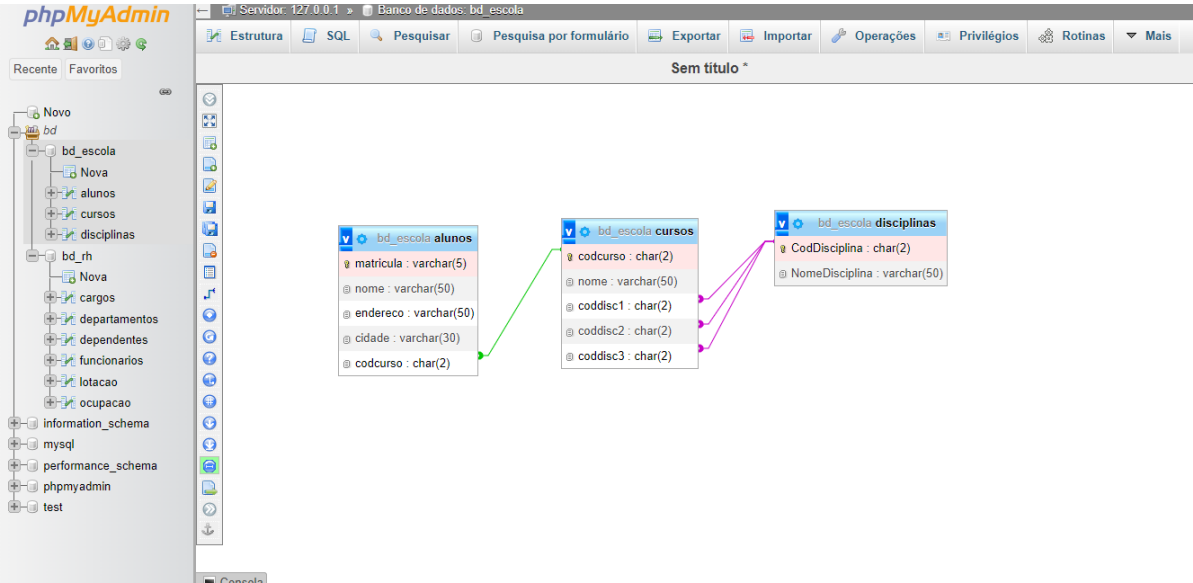 phpMyAdmin
Recente Favoritos
Novo
bd
bd_escola
Nova
alunos
cursos
disciplinas
bd_rh
Nova
cargos
departamentos
dependentes
funcionarios
lotacao
ocupacao
information_schema
mysql
performance_schema
phpmyadmin
test
Servidor: 127.0.0.1 » Banco de dados: bd_escola
Estrutura SQL Pesquisar Pesquisa por formulário Exportar Importar Operações Privilégios Rotinas Mais
Sem título *
v bd_escola alunos
matricula : varchar(5)
nome : varchar(50)
endereco : varchar(50)
cidade : varchar(30)
codcurso : char(2)
v bd_escola cursos
codcurso : char(2)
nome : varchar(50)
coddisc1 : char(2)
coddisc2 : char(2)
coddisc3 : char(2)
v bd_escola disciplinas
CodDisciplina : char(2)
NomeDisciplina : varchar(50)
Consola